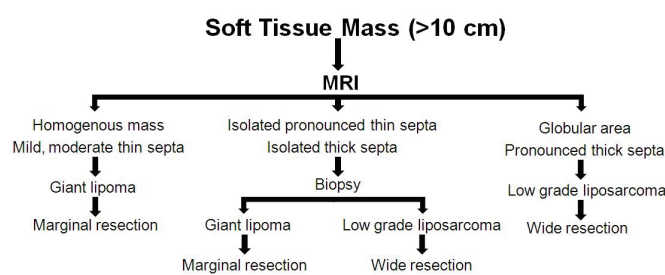 Soft Tissue Mass (>10 cm)
MRI
Homogenous mass
Mild, moderate thin septa
Giant lipoma
Marginal resection
Isolated pronounced thin septa
Isolated thick septa
Biopsy
Giant lipoma
Marginal resection
Low grade liposarcoma
Wide resection
Globular area
Pronounced thick septa
Low grade liposarcoma
Wide resection